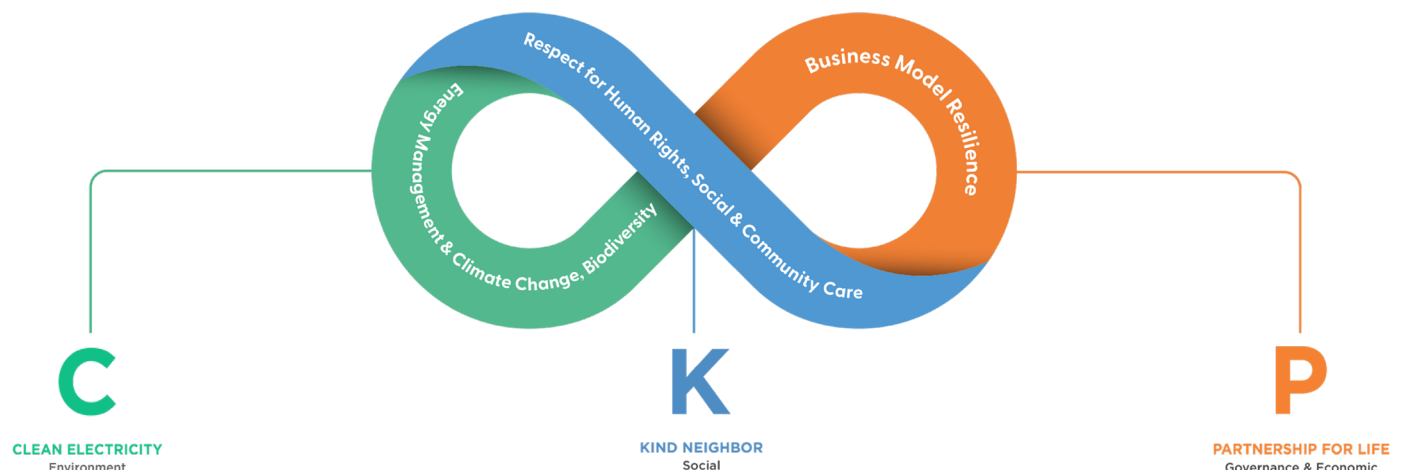 Respect for Human Rights, Social & Community Care
Business Model Resilience
Energy Management & Climate Change, Biodiversity
C
K
P
CLEAN ELECTRICITY
Environment
KIND NEIGHBOR
Social
PARTNERSHIP FOR LIFE
Governance & Economic